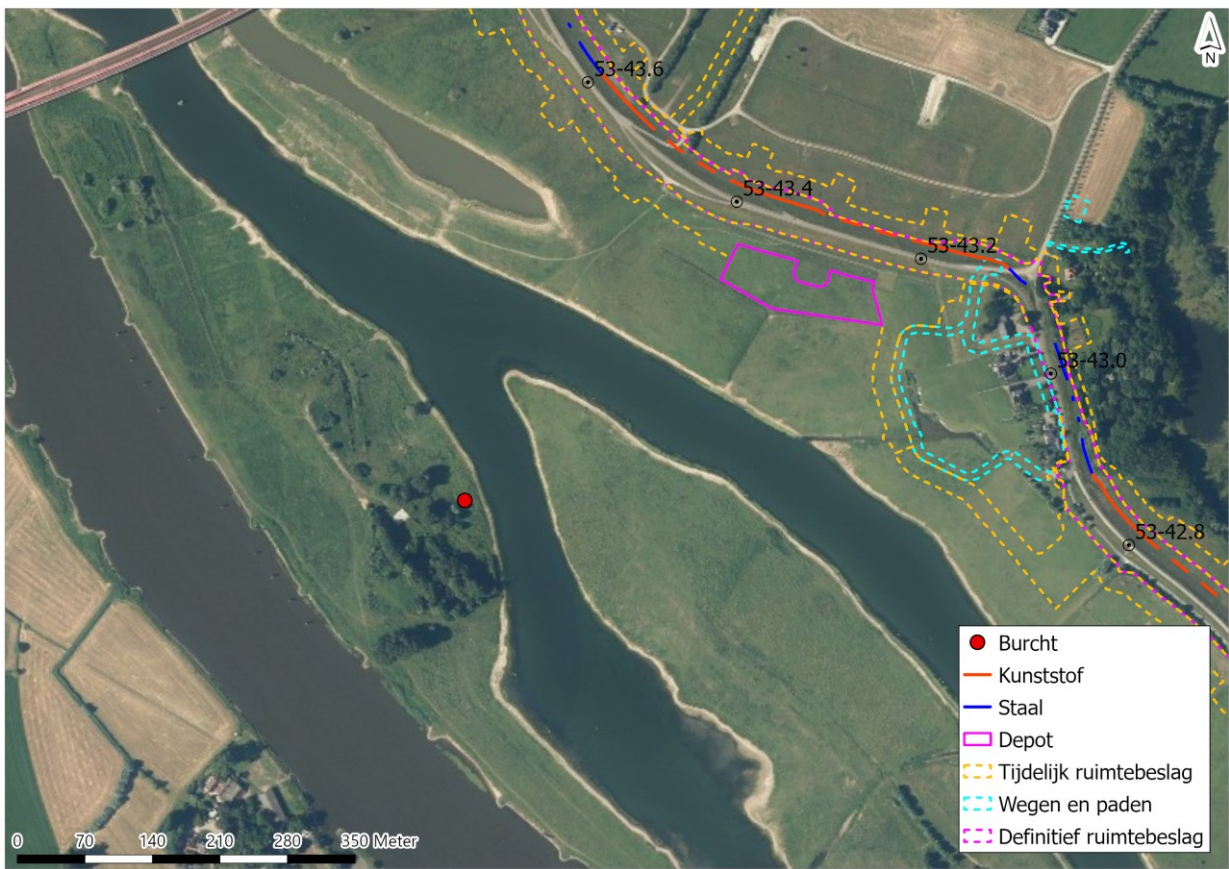 N
53-43.6
53-43.4
53-43.2
53-43.0
53-42.8
Burcht
Kunststof
Staal
Depot
Tijdelijk ruimtebeslag
Wegen en paden
Definitief ruimtebeslag
0 70 140 210 280 350 Meter